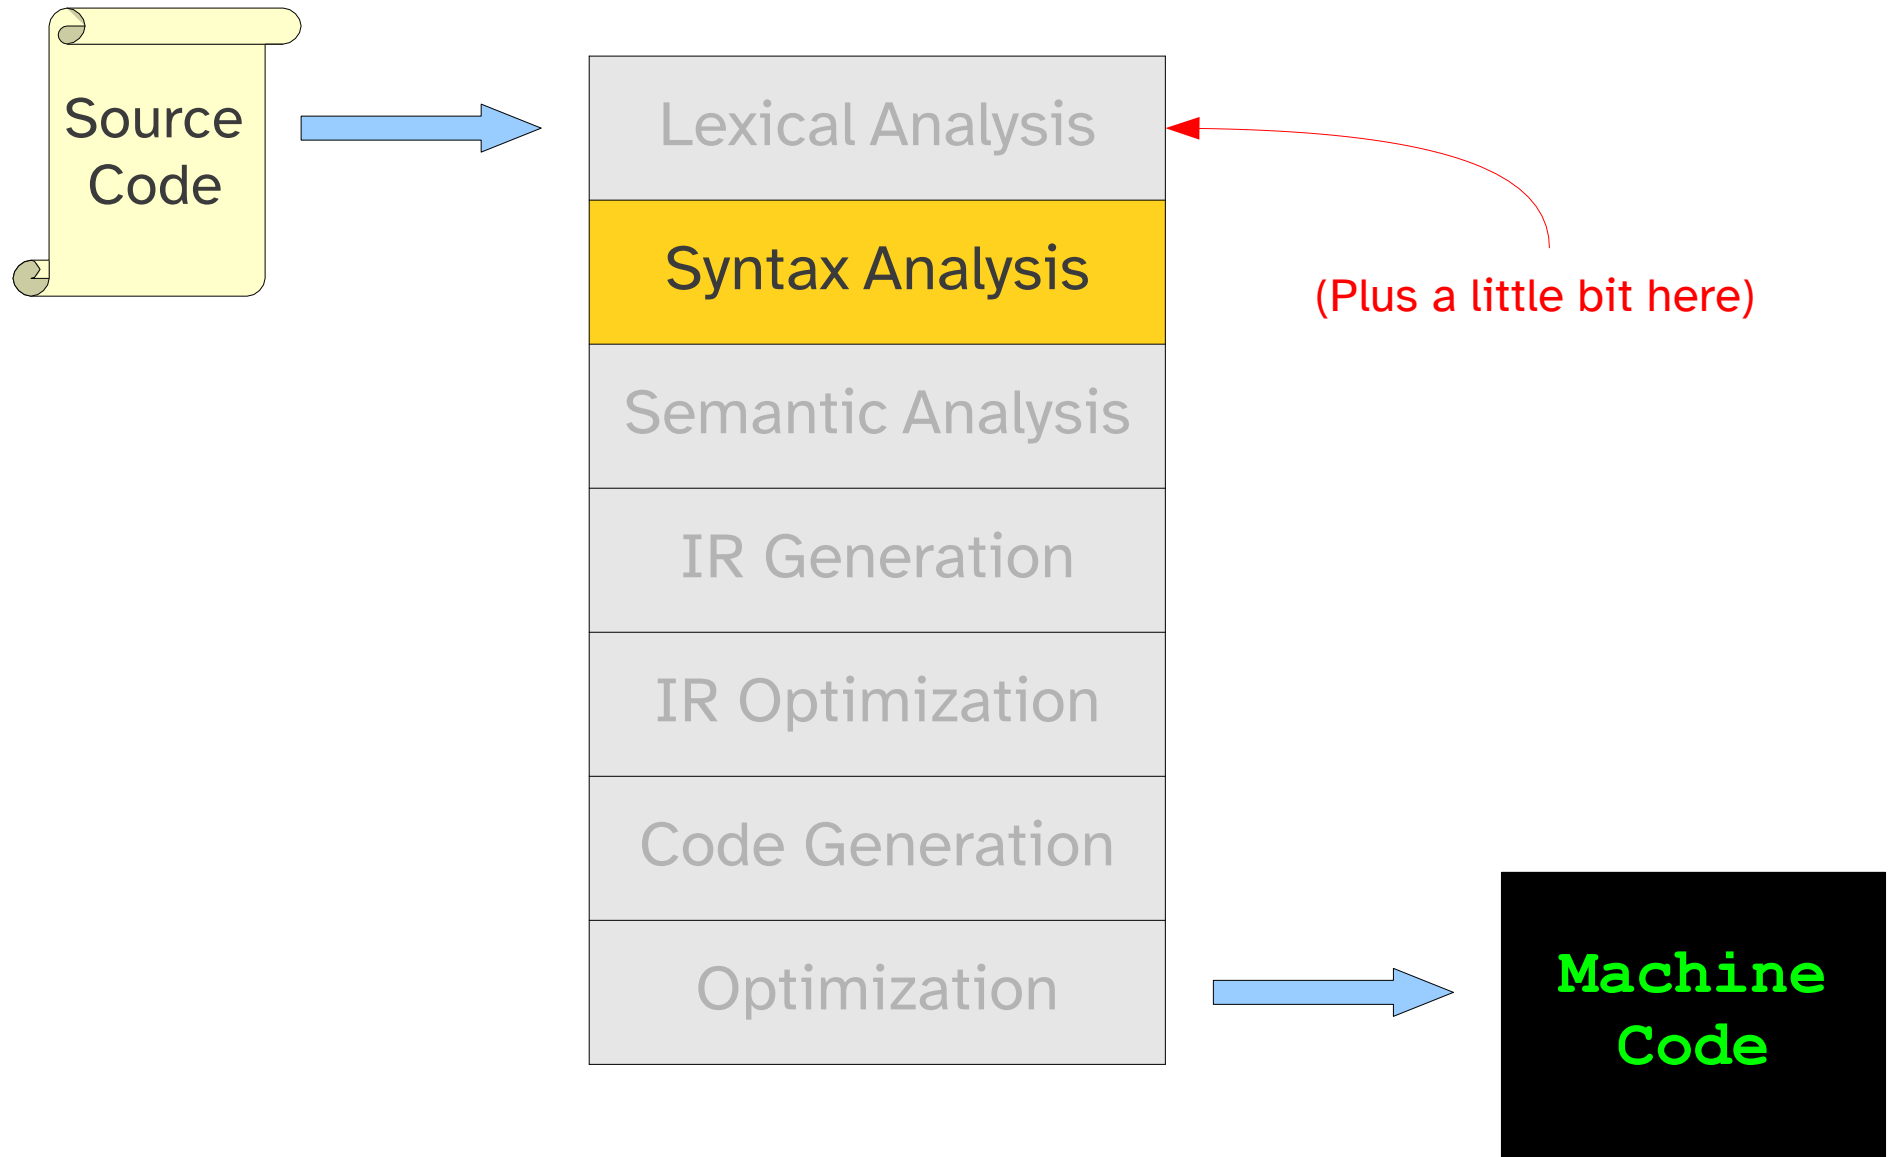 Source
Code
Lexical Analysis
Syntax Analysis
(Plus a little bit here)
Semantic Analysis
IR Generation
IR Optimization
Code Generation
Optimization
Machine
Code